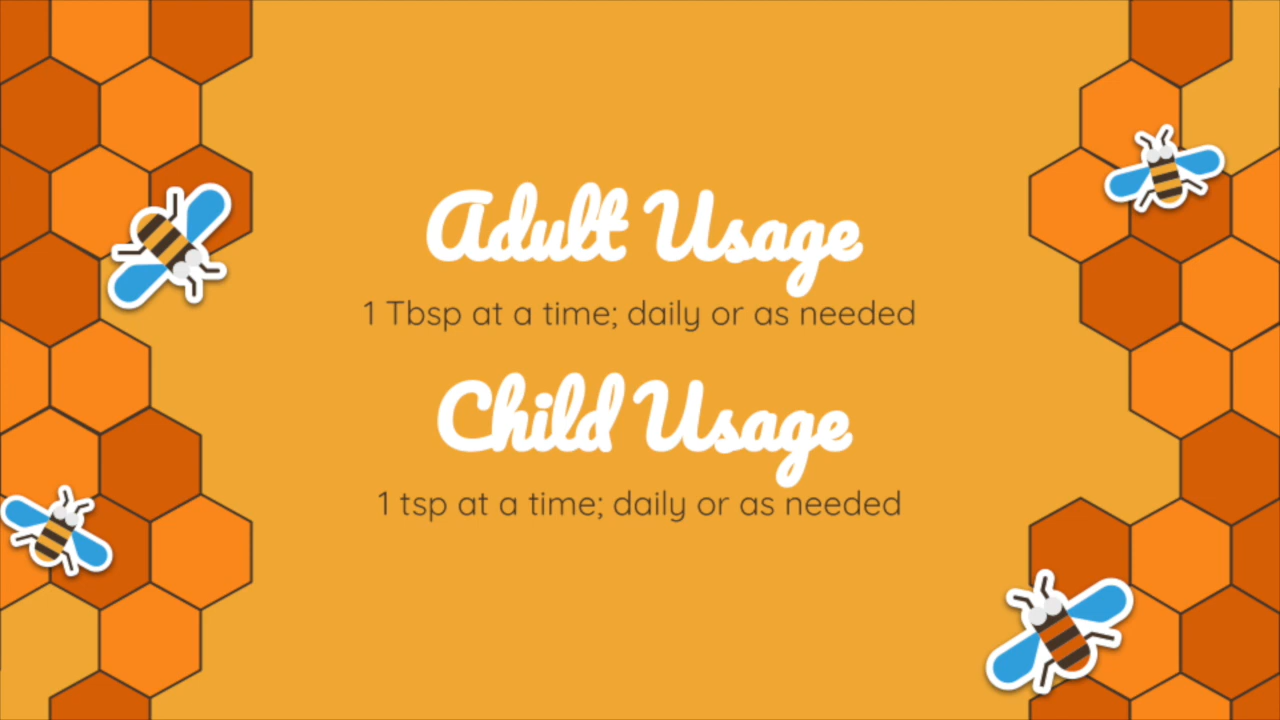 Adult Usage
1 Tbsp at a time; daily or as needed
Child Usage
1 tsp at a time; daily or as needed